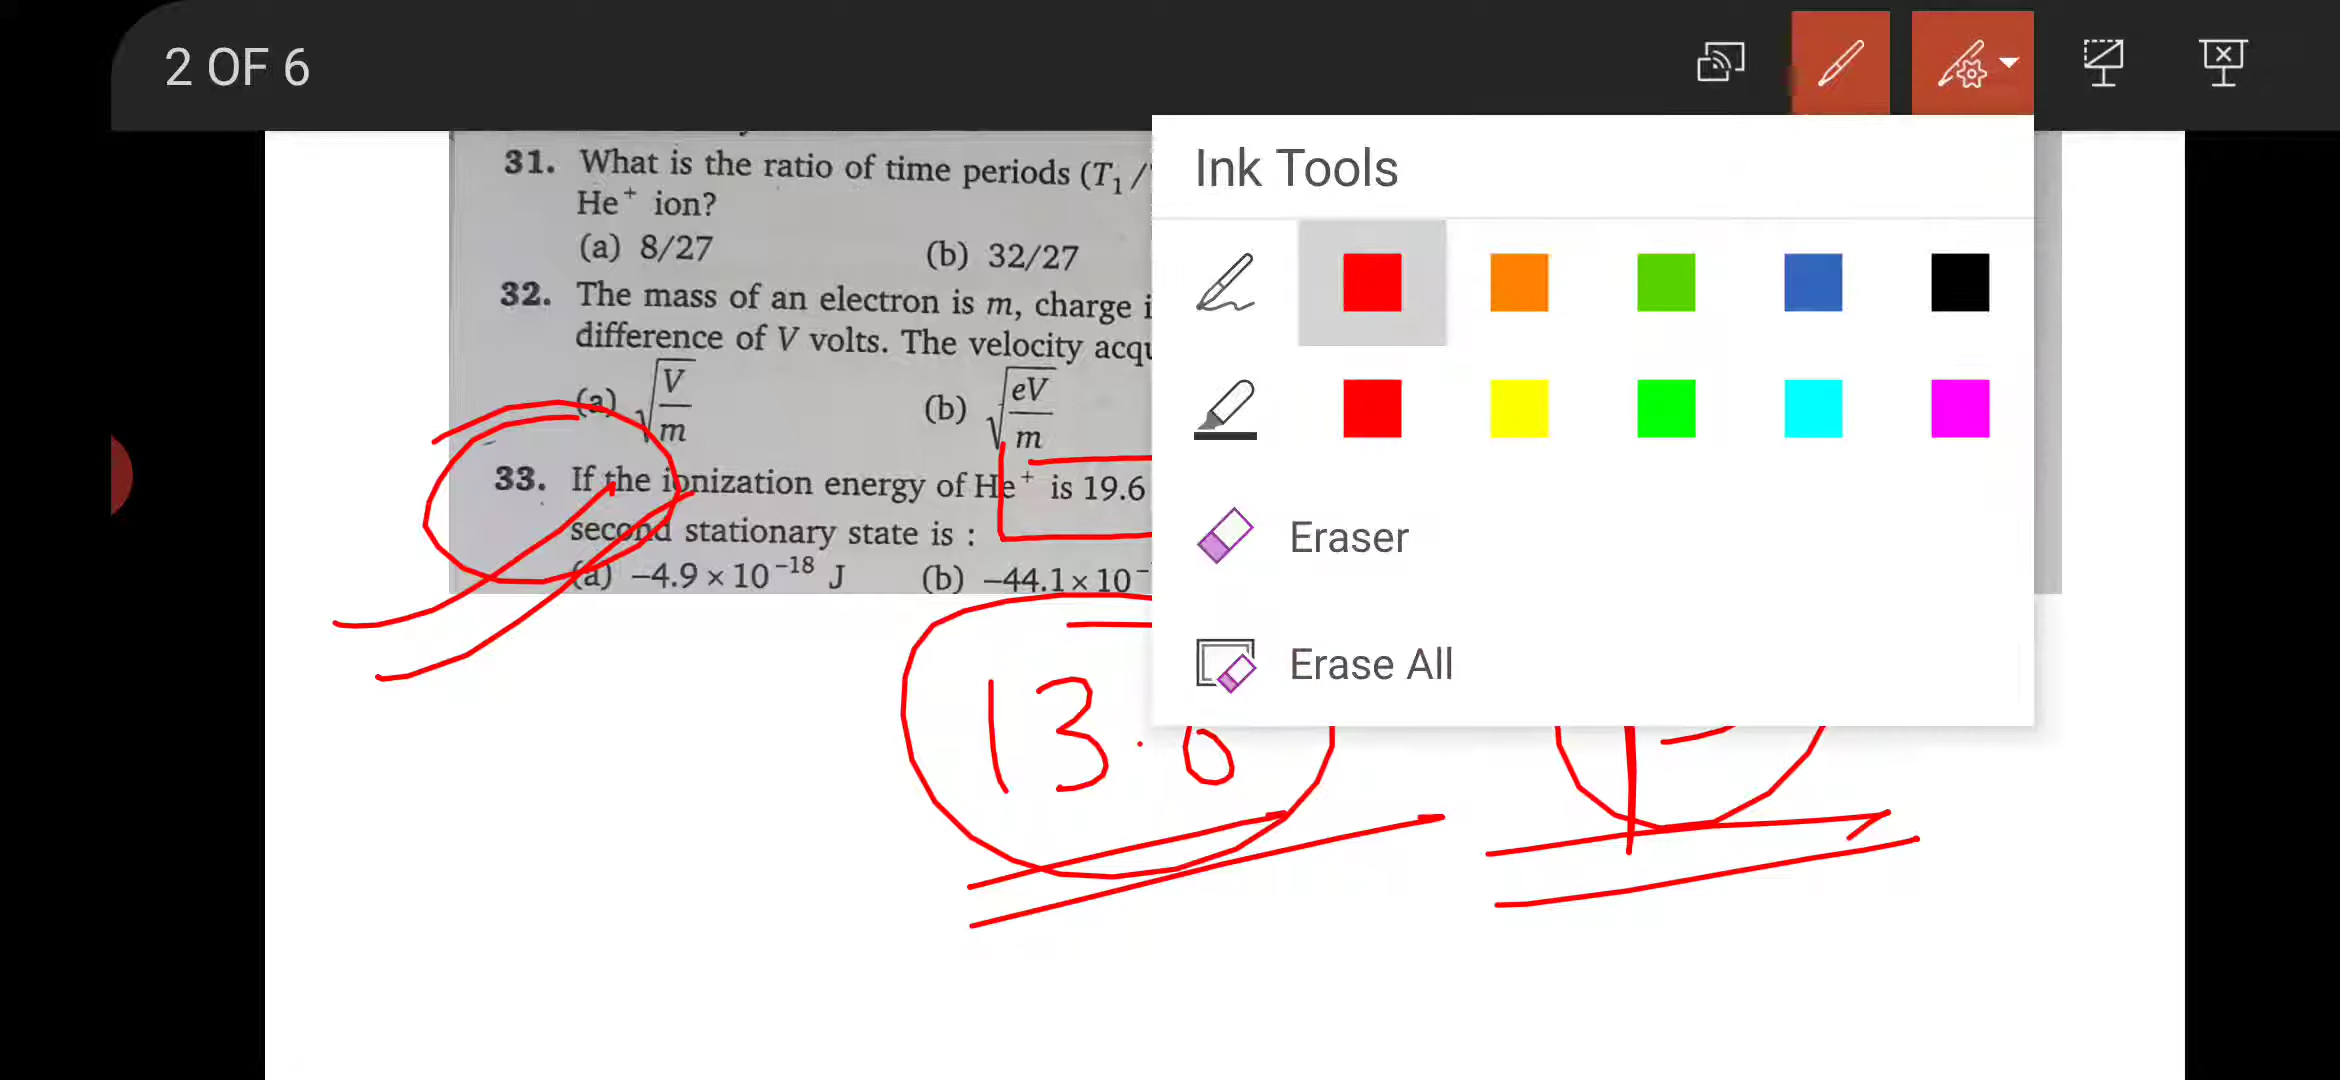 2 OF 6
31. What is the ratio of time periods (T₁/
He⁺ ion?
(a) 8/27 (b) 32/27
32. The mass of an electron is m, charge i
difference of V volts. The velocity acqu
(a) √(V/m) (b) √(eV/m)
33. If the ionization energy of He⁺ is 19.6
second stationary state is :
(a) −4.9 × 10⁻¹⁸ J (b) −44.1 × 10⁻
13.6
Ink Tools
Eraser
Erase All